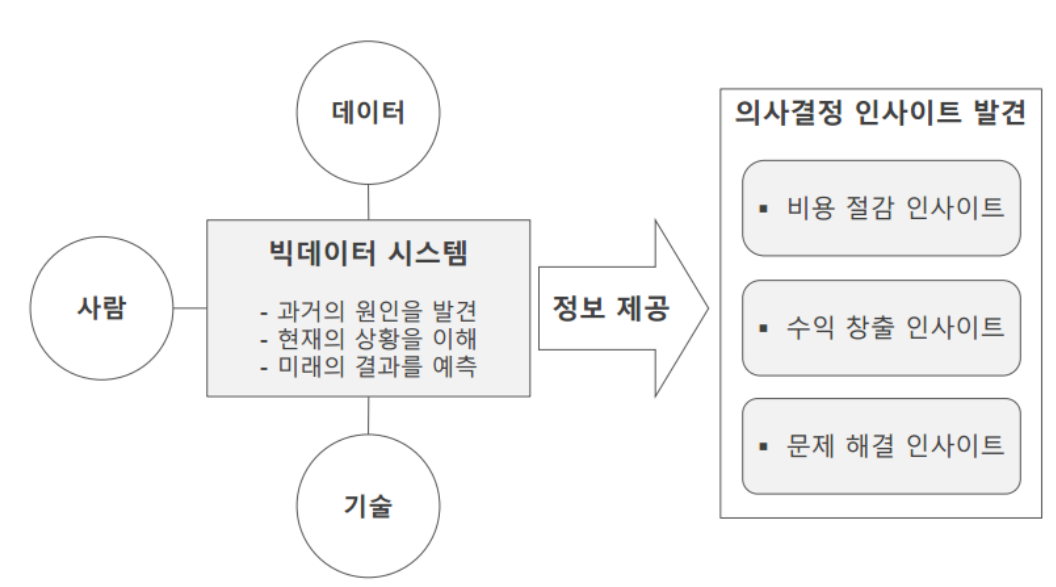 데이터
사람
빅데이터 시스템
- 과거의 원인을 발견
- 현재의 상황을 이해
- 미래의 결과를 예측
기술
정보 제공
의사결정 인사이트 발견
▪ 비용 절감 인사이트
▪ 수익 창출 인사이트
▪ 문제 해결 인사이트